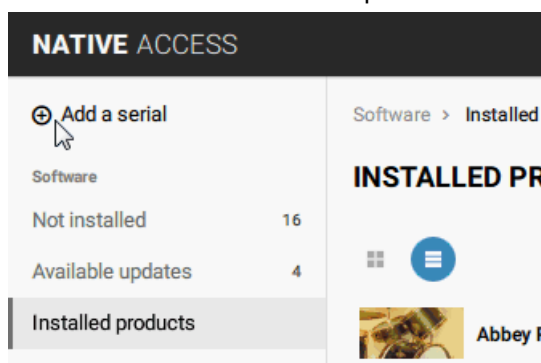 NATIVE ACCESS
Add a serial
Software
Not installed 16
Available updates 4
Installed products
Software > Installed
INSTALLED PR
Abbey